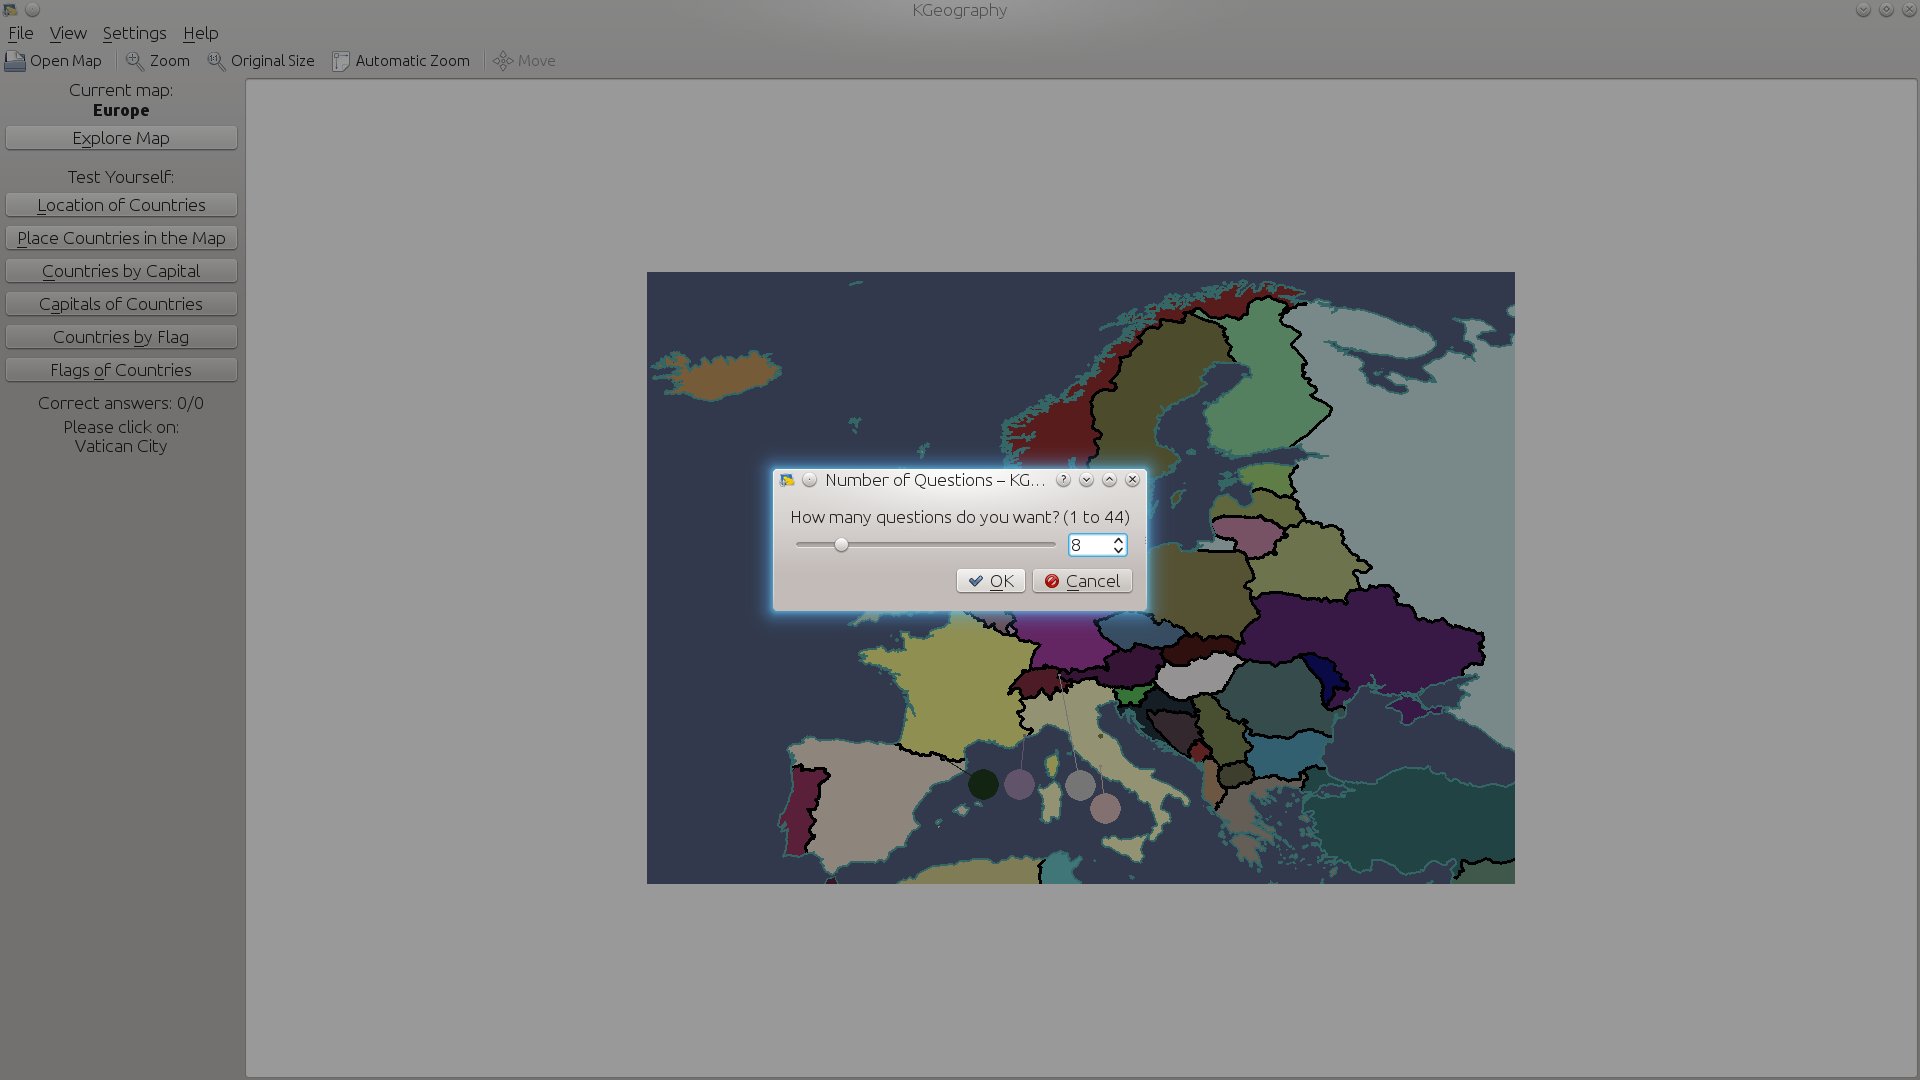 KGeography
File View Settings Help
Open Map Zoom Original Size Automatic Zoom Move
Current map:
Europe
Explore Map
Test Yourself:
Location of Countries
Place Countries in the Map
Countries by Capital
Capitals of Countries
Countries by Flag
Flags of Countries
Correct answers: 0/0
Please click on:
Vatican City
Number of Questions – KG...
How many questions do you want? (1 to 44)
8
OK Cancel